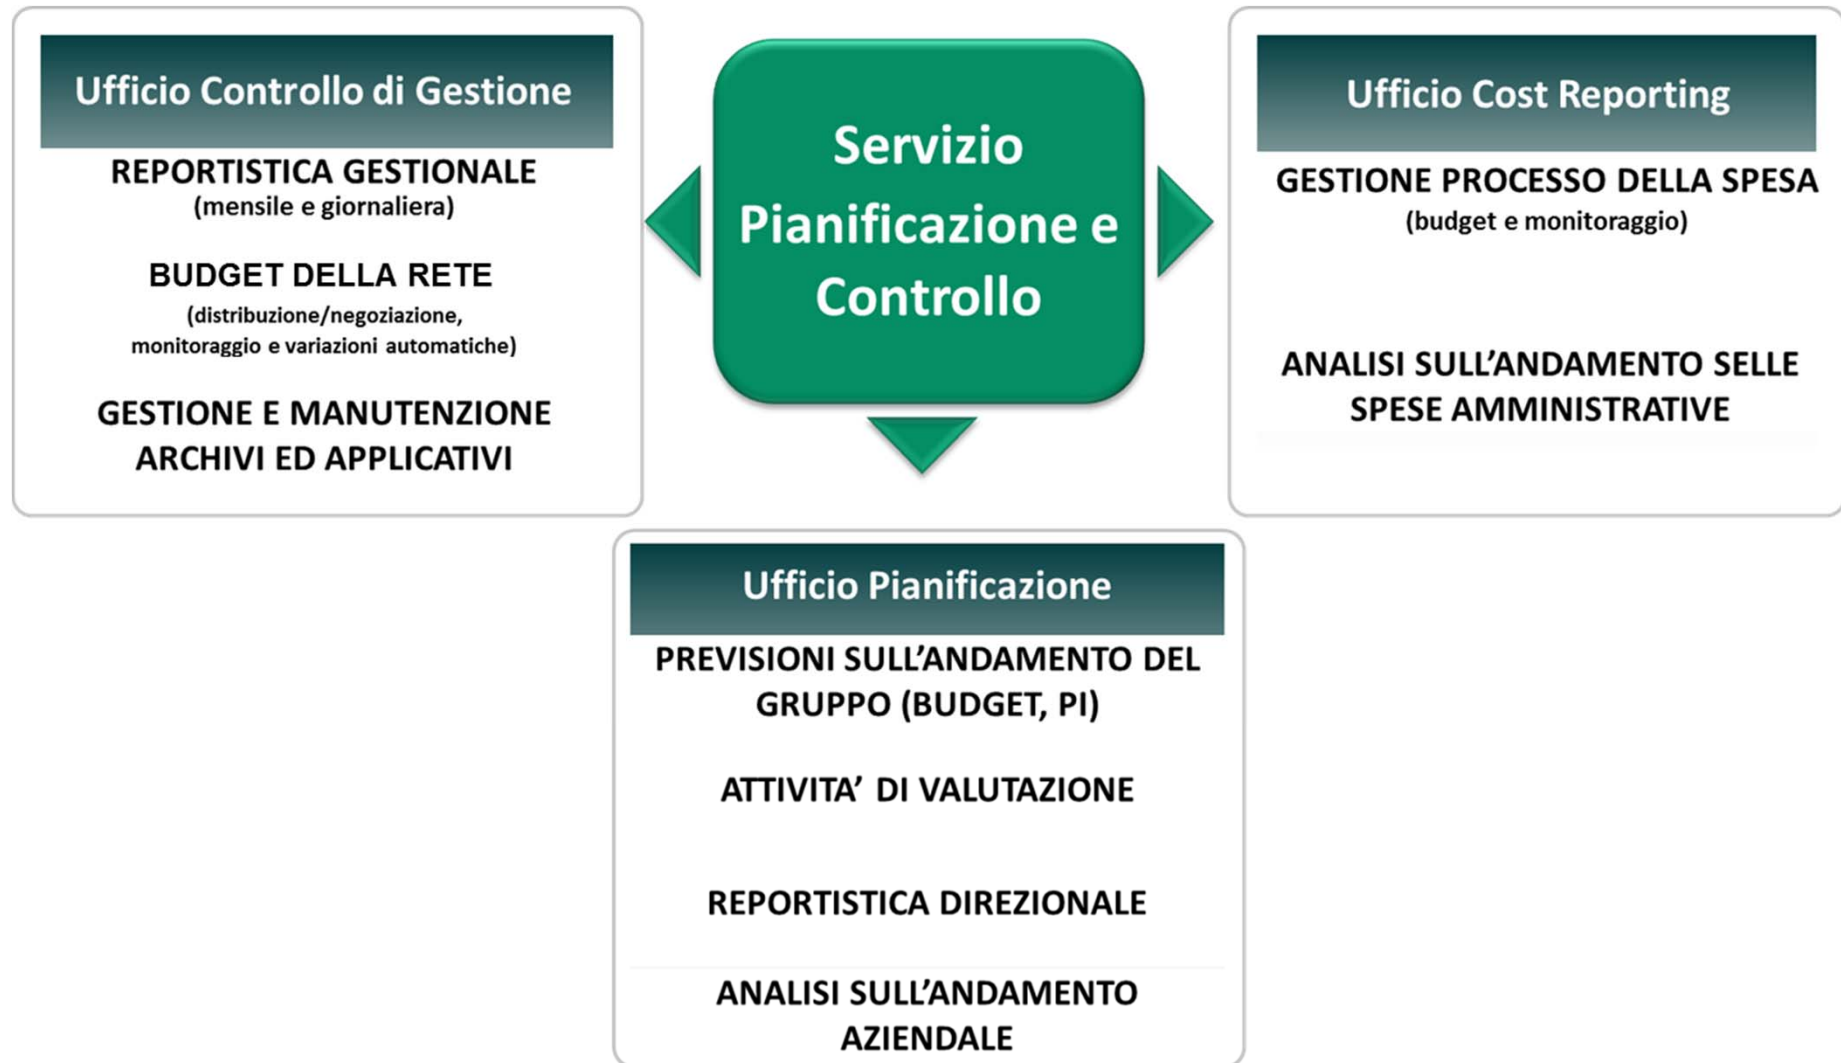 Ufficio Controllo di Gestione
REPORTISTICA GESTIONALE
(mensile e giornaliera)
BUDGET DELLA RETE
(distribuzione/negoziazione,
monitoraggio e variazioni automatiche)
GESTIONE E MANUTENZIONE
ARCHIVI ED APPLICATIVI
Servizio
Pianificazione e
Controllo
Ufficio Cost Reporting
GESTIONE PROCESSO DELLA SPESA
(budget e monitoraggio)
ANALISI SULL’ANDAMENTO SELLE
SPESE AMMINISTRATIVE
Ufficio Pianificazione
PREVISIONI SULL’ANDAMENTO DEL
GRUPPO (BUDGET, PI)
ATTIVITA’ DI VALUTAZIONE
REPORTISTICA DIREZIONALE
ANALISI SULL’ANDAMENTO
AZIENDALE